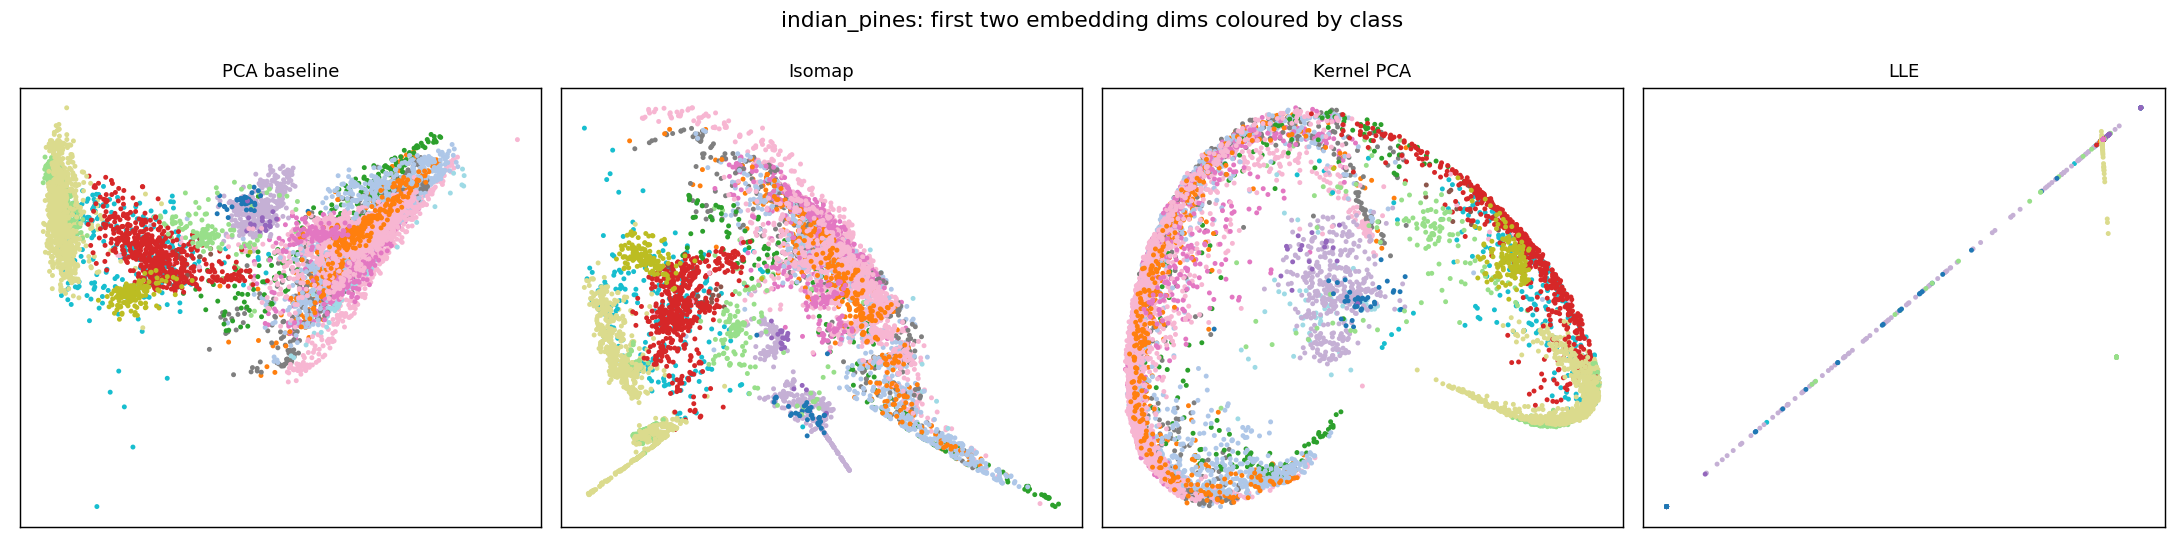 indian_pines: first two embedding dims coloured by class
PCA baseline
Isomap
Kernel PCA
LLE